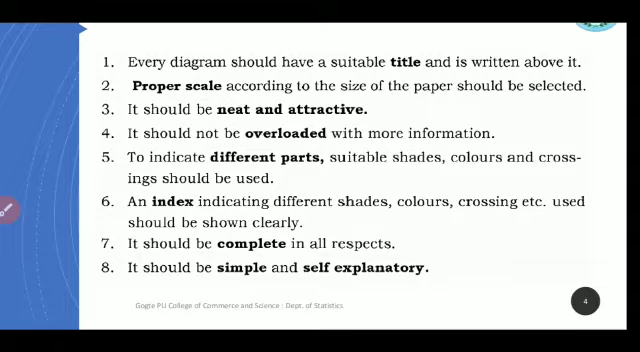 1. Every diagram should have a suitable title and is written above it.
2. Proper scale according to the size of the paper should be selected.
3. It should be neat and attractive.
4. It should not be overloaded with more information.
5. To indicate different parts, suitable shades, colours and cross-
ings should be used.
6. An index indicating different shades, colours, crossing etc. used
should be shown clearly.
7. It should be complete in all respects.
8. It should be simple and self explanatory.
Gogte PU College of Commerce and Science : Dept. of Statistics
4